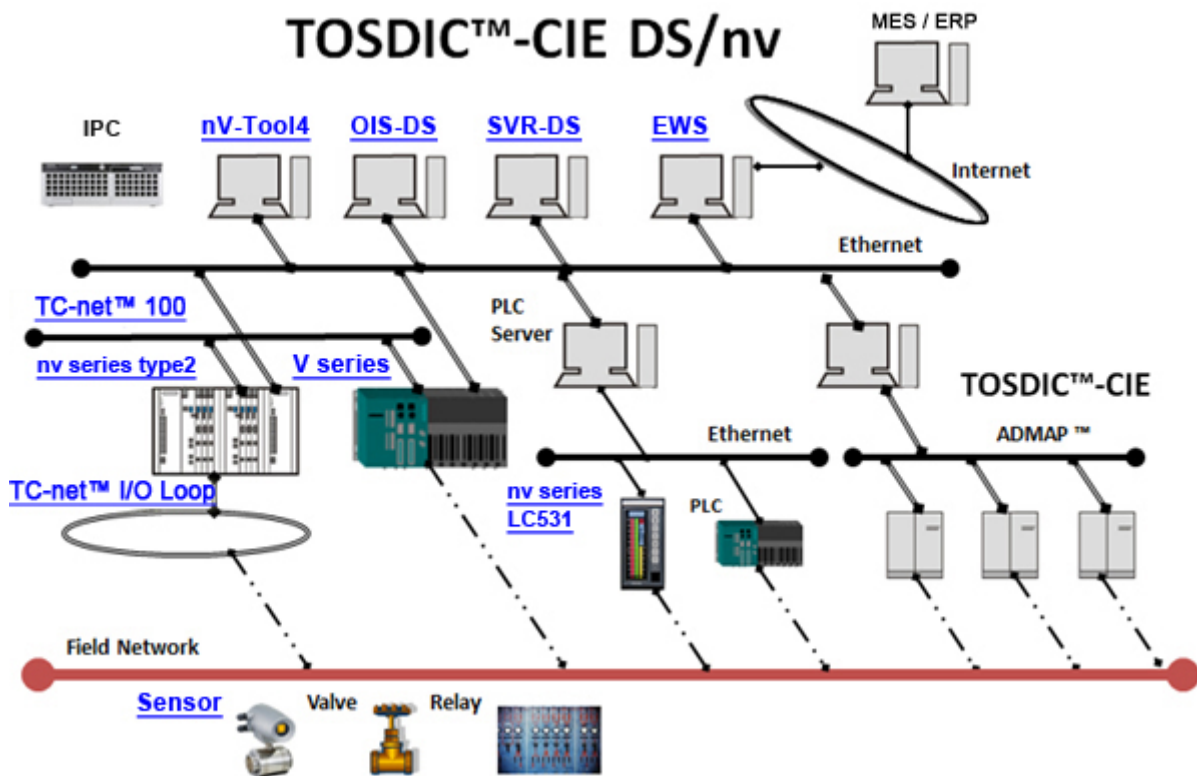 TOSDIC™-CIE DS/nv
MES / ERP
IPC
nV-Tool4
OIS-DS
SVR-DS
EWS
Internet
Ethernet
TC-net™ 100
PLC
Server
nv series type2
V series
TOSDIC™-CIE
Ethernet
ADMAP ™
TC-net™ I/O Loop
nv series
LC531
PLC
Field Network
Sensor
Valve
Relay